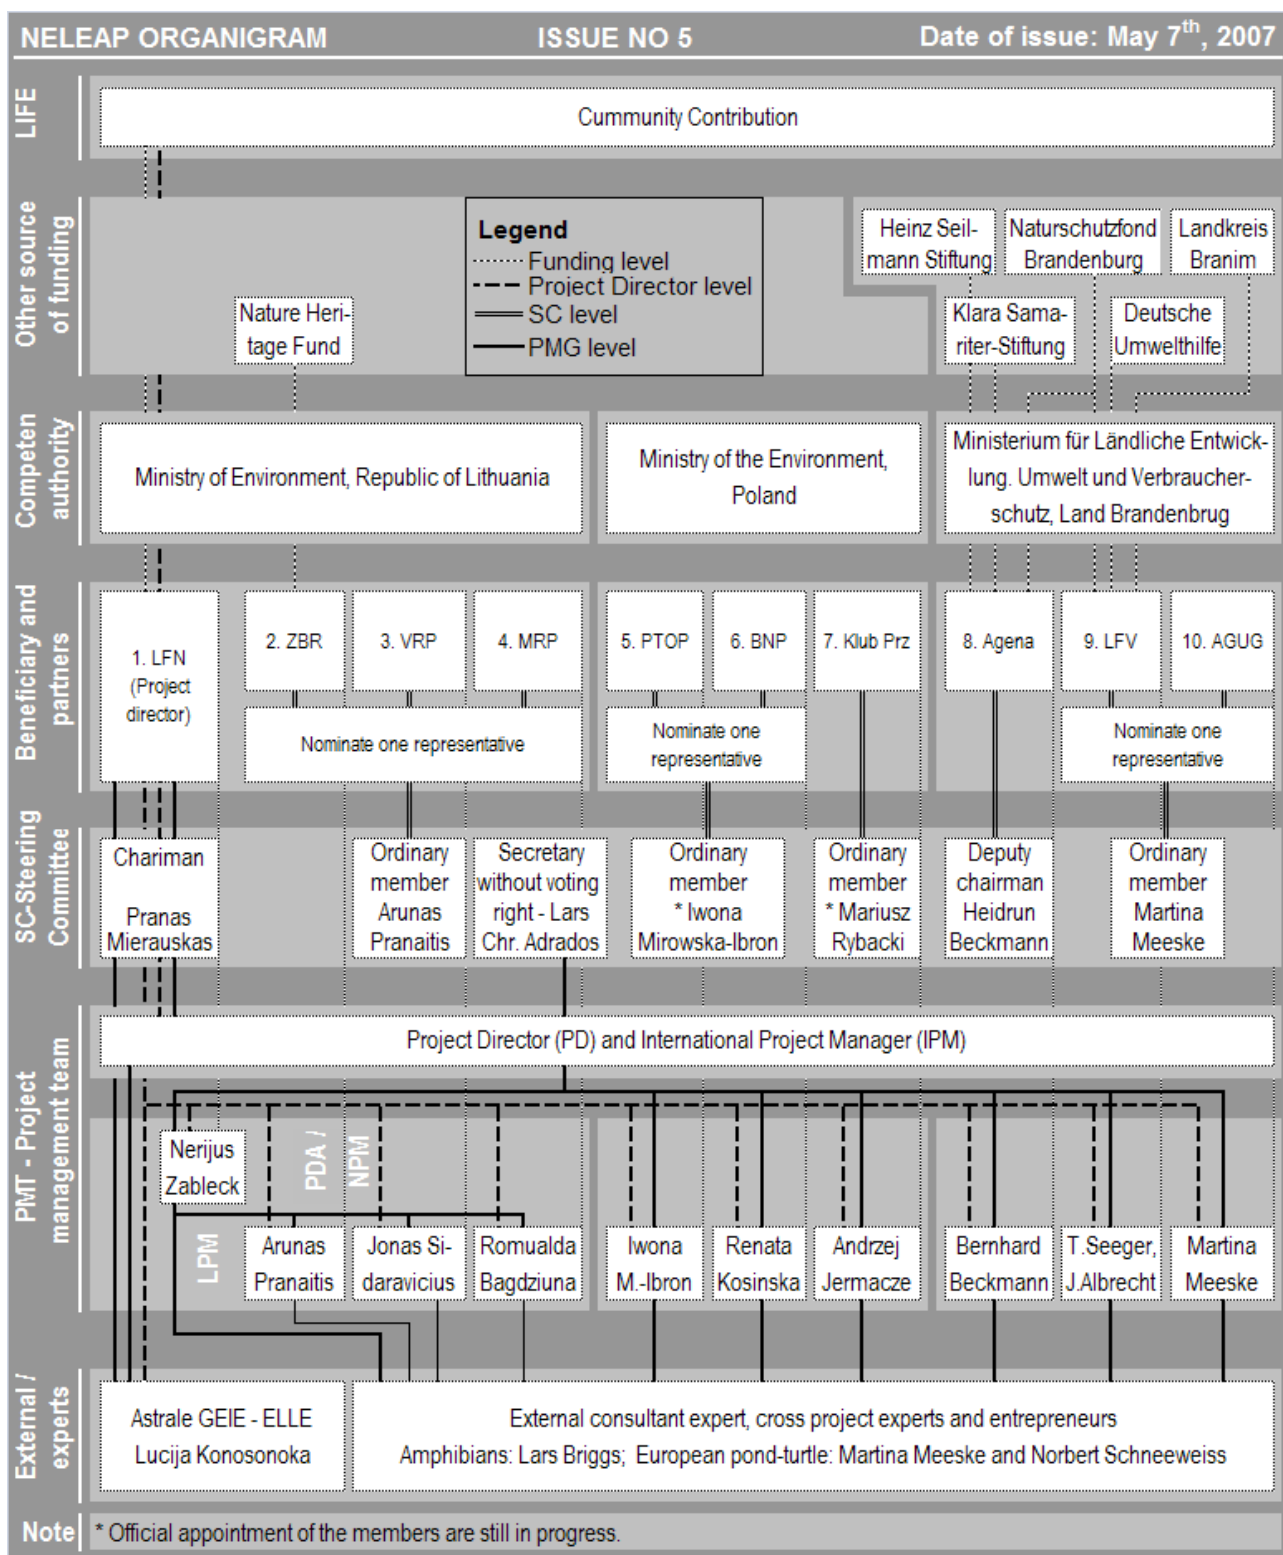 NELEAP ORGANIGRAM ISSUE NO 5 Date of issue: May 7th, 2007
LIFE
Cummunity Contribution
Other source
of funding
Legend
Funding level
Project Director level
SC level
PMG level
Nature Heri-
tage Fund
Heinz Seil-
mann Stiftung
Naturschutzfond
Brandenburg
Landkreis
Branim
Klara Sama-
riter-Stiftung
Deutsche
Umwelthilfe
Competen
authority
Ministry of Environment, Republic of Lithuania
Ministry of the Environment,
Poland
Ministerium für Ländliche Entwick-
lung. Umwelt und Verbraucher-
schutz, Land Brandenbrug
Beneficiary and
partners
1. LFN
(Project
director)
2. ZBR
3. VRP
4. MRP
5. PTOP
6. BNP
7. Klub Prz
8. Agena
9. LFV
10. AGUG
Nominate one representative
Nominate one
representative
Nominate one
representative
SC-Steering
Committee
Chariman
Pranas
Mierauskas
Ordinary
member
Arunas
Pranaitis
Secretary
without voting
right - Lars
Chr. Adrados
Ordinary
member
* Iwona
Mirowska-Ibron
Ordinary
member
* Mariusz
Rybacki
Deputy
chairman
Heidrun
Beckmann
Ordinary
member
Martina
Meeske
PMT - Project
management team
Project Director (PD) and International Project Manager (IPM)
Nerijus
Zableck
PDA /
NPM
LPM
Arunas
Pranaitis
Jonas Si-
daravicius
Romualda
Bagdziuna
Iwona
M.-Ibron
Renata
Kosinska
Andrzej
Jermacze
Bernhard
Beckmann
T.Seeger,
J.Albrecht
Martina
Meeske
External /
experts
Astrale GEIE - ELLE
Lucija Konosonoka
External consultant expert, cross project experts and entrepreneurs
Amphibians: Lars Briggs; European pond-turtle: Martina Meeske and Norbert Schneeweiss
Note
* Official appointment of the members are still in progress.